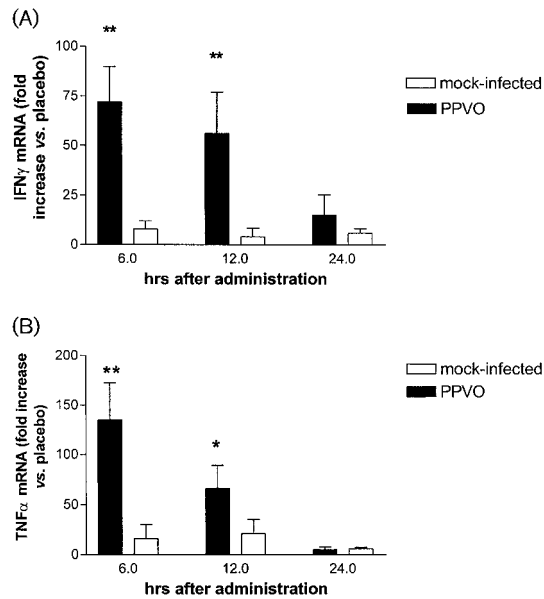 (A)
100
75
50
25
0
IFNγ mRNA (fold
increase vs. placebo)
**
**
mock-infected
PPVO
6.0 12.0 24.0
hrs after administration
(B)
200
150
100
50
0
TNFα mRNA (fold increase
vs. placebo)
**
*
mock-infected
PPVO
6.0 12.0 24.0
hrs after administration